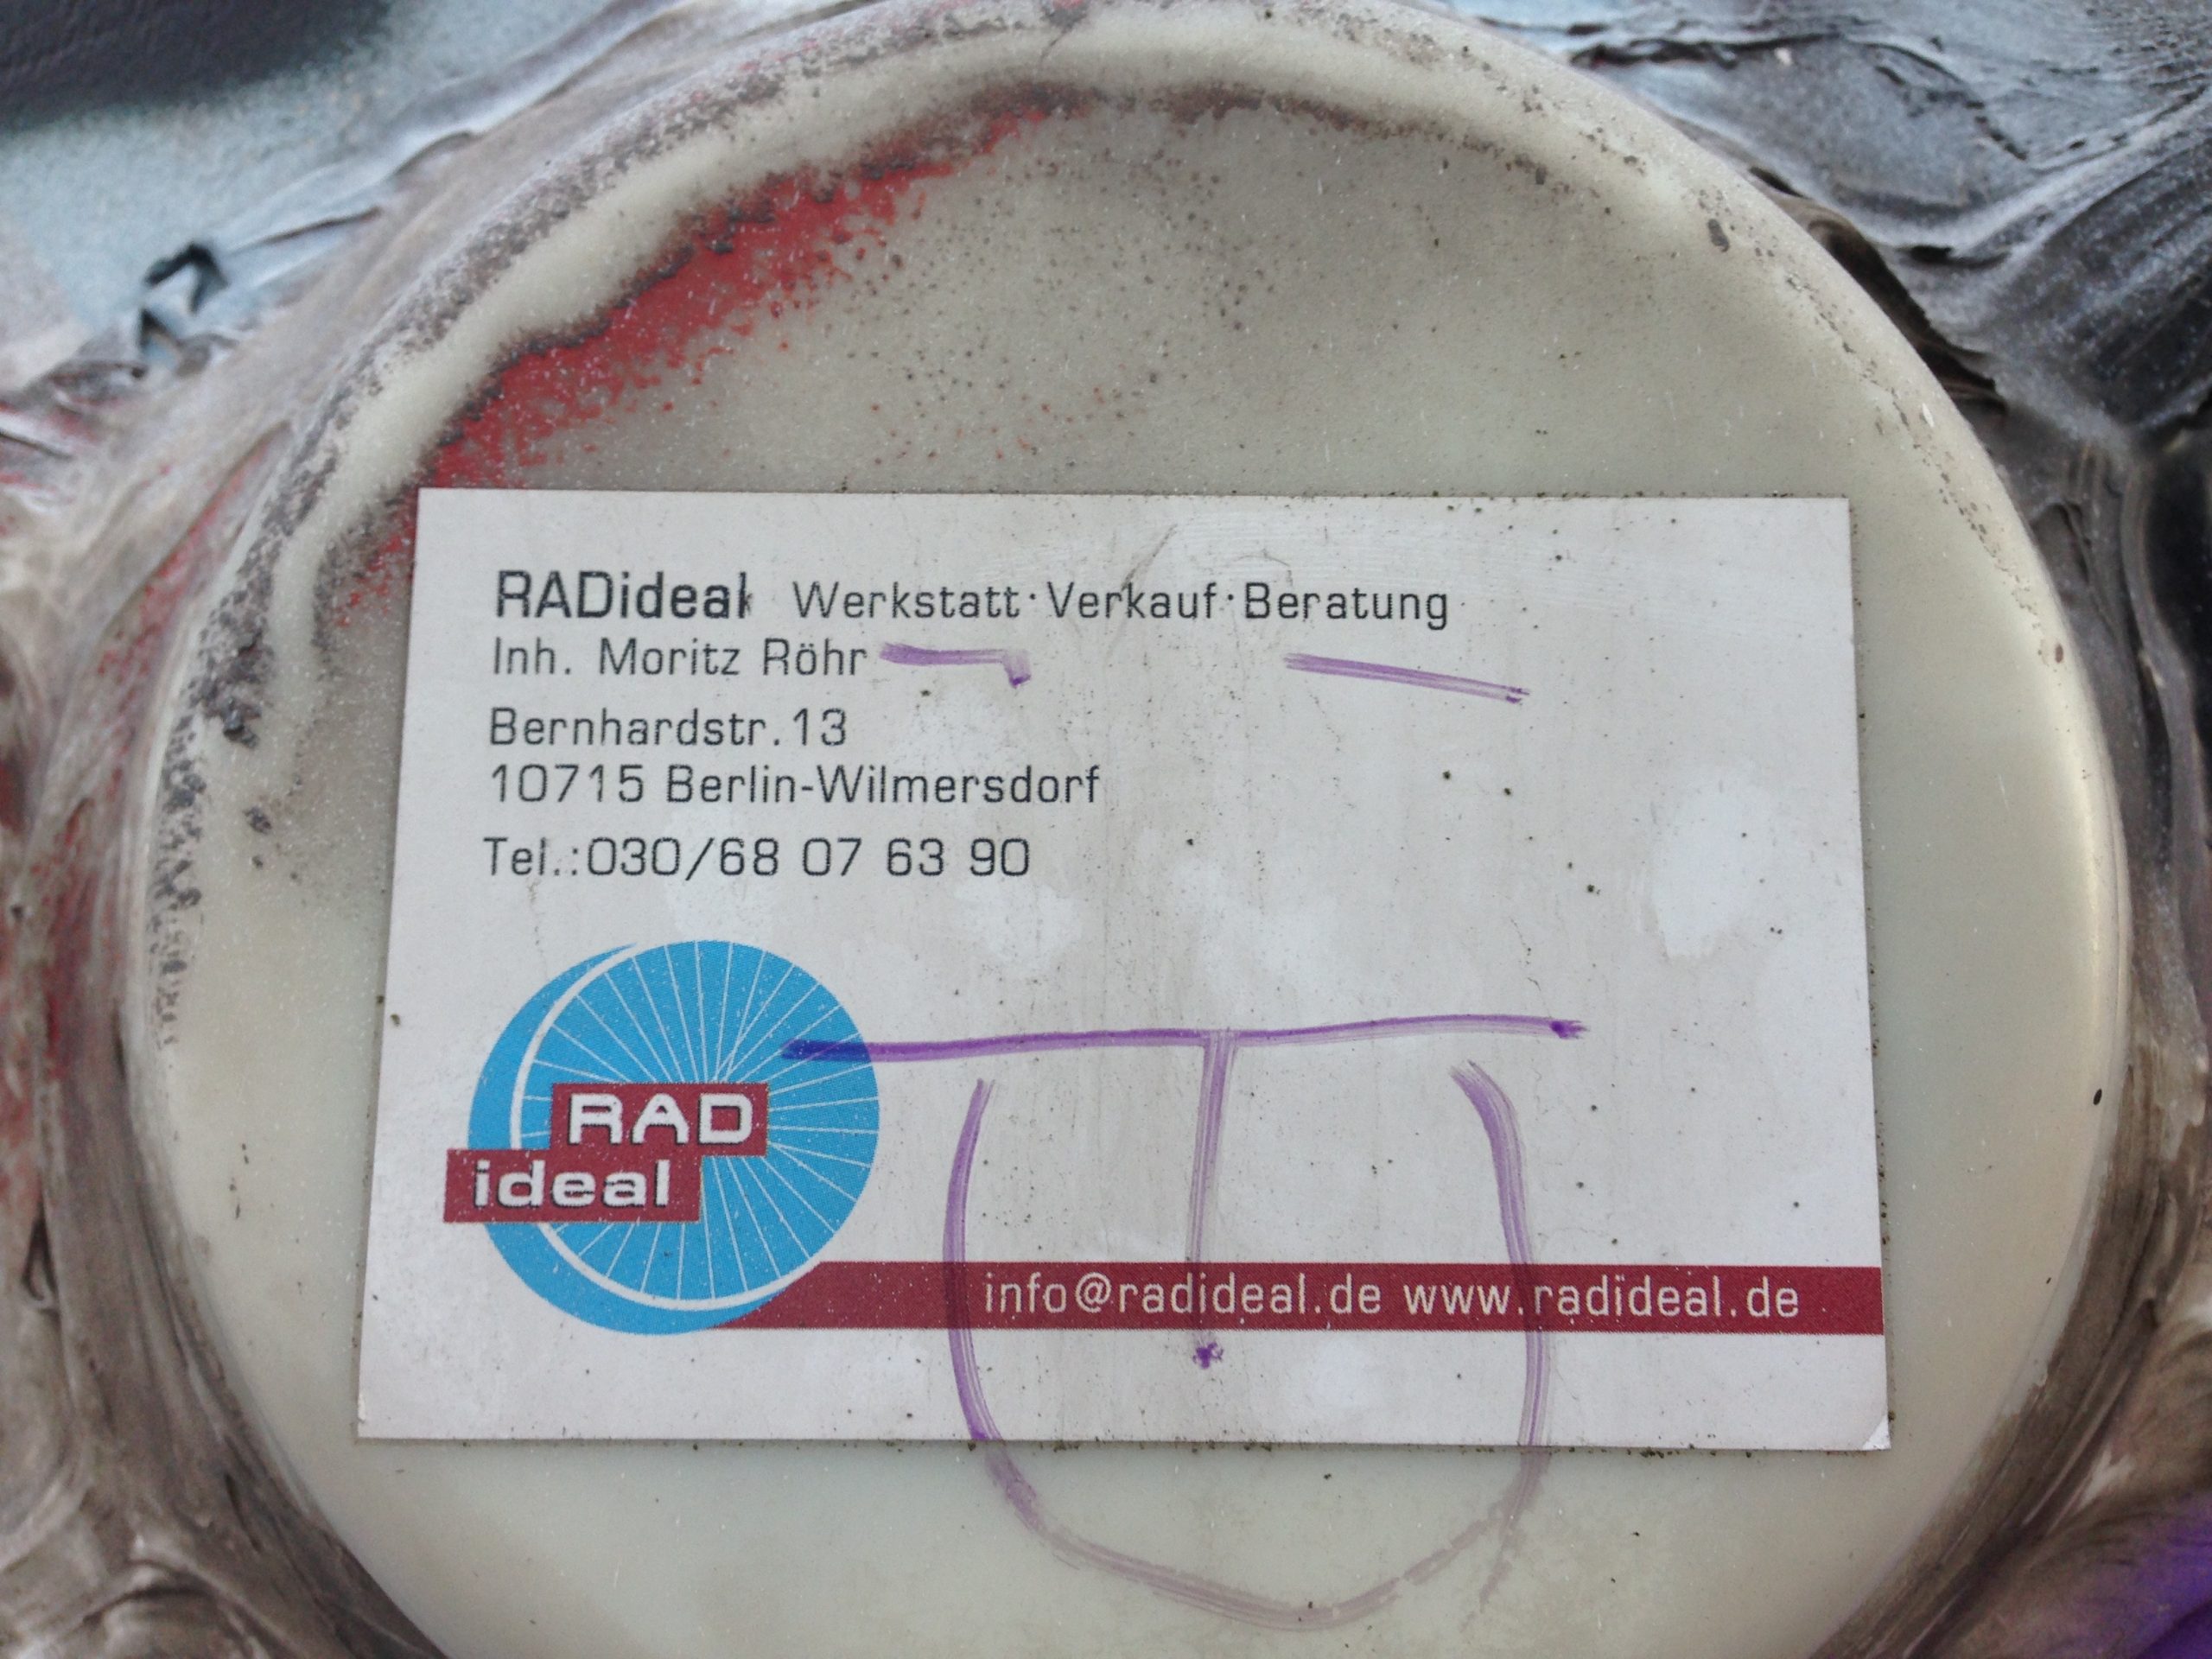 RADideal Werkstatt·Verkauf·Beratung
Inh. Moritz Röhr
Bernhardstr.13
10715 Berlin-Wilmersdorf
Tel.:030/68 07 63 90
RAD
ideal
info@radideal.de www.radideal.de